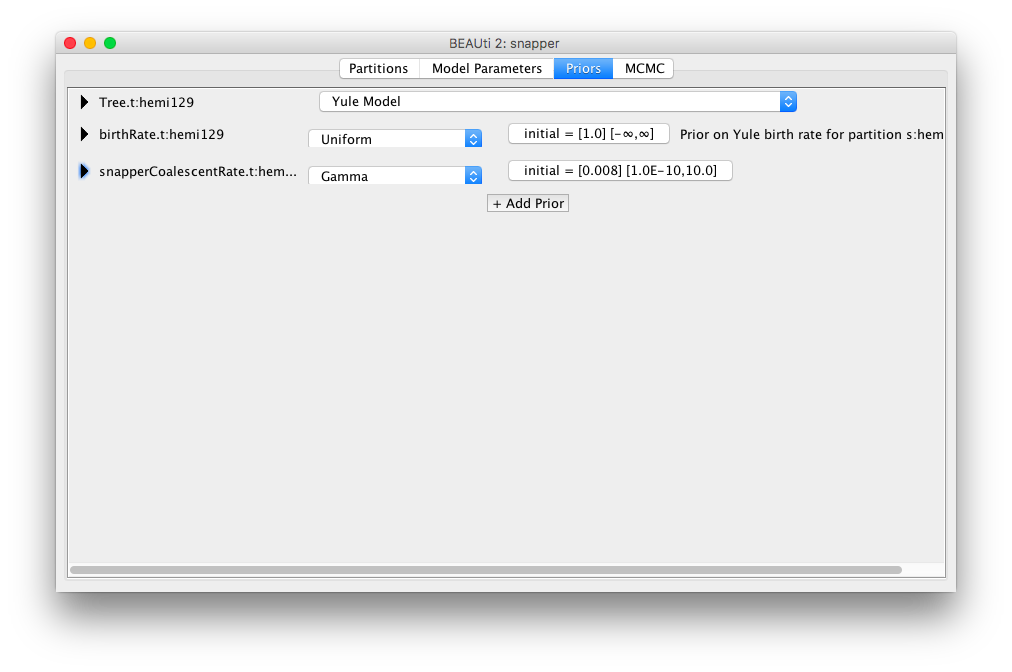 BEAUti 2: snapper
Partitions Model Parameters Priors MCMC
Tree.t:hemi129 Yule Model
birthRate.t:hemi129 Uniform initial = [1.0] [-∞,∞] Prior on Yule birth rate for partition s:hem
snapperCoalescentRate.t:hem... Gamma initial = [0.008] [1.0E-10,10.0]
+ Add Prior